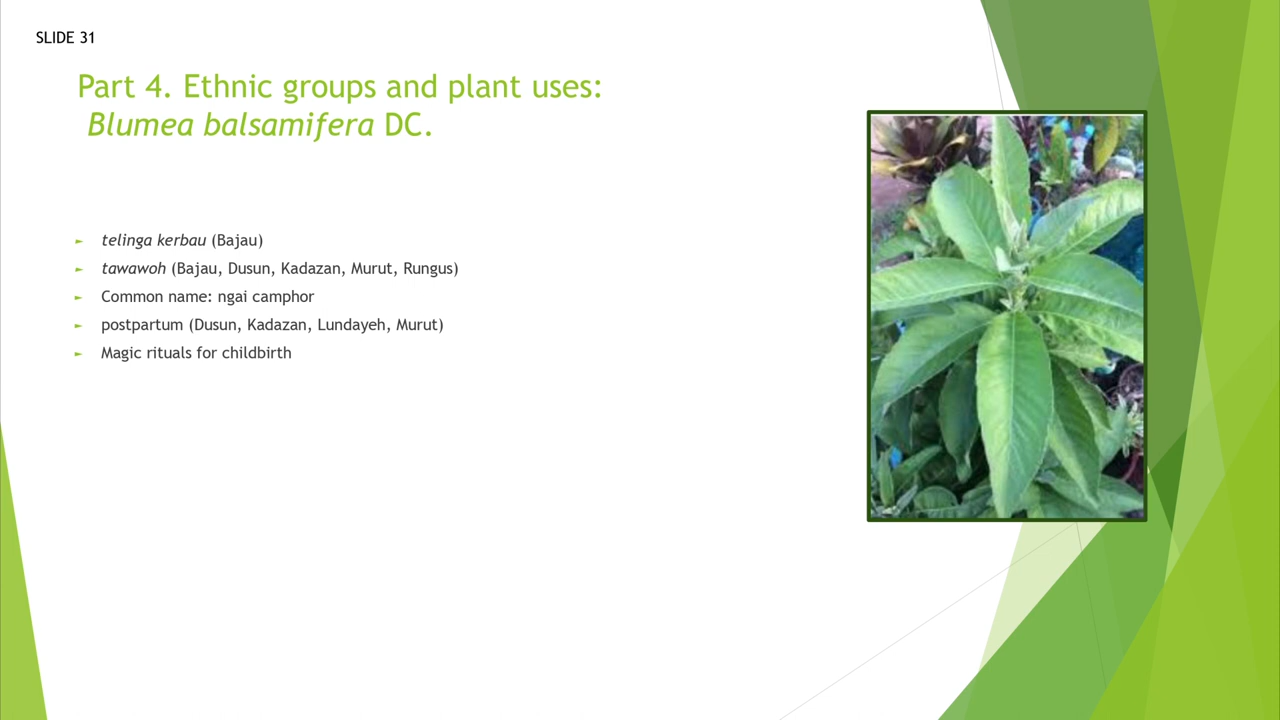 SLIDE 31
Part 4. Ethnic groups and plant uses:
Blumea balsamifera DC.
► telinga kerbau (Bajau)
► tawawoh (Bajau, Dusun, Kadazan, Murut, Rungus)
► Common name: ngai camphor
► postpartum (Dusun, Kadazan, Lundayeh, Murut)
► Magic rituals for childbirth